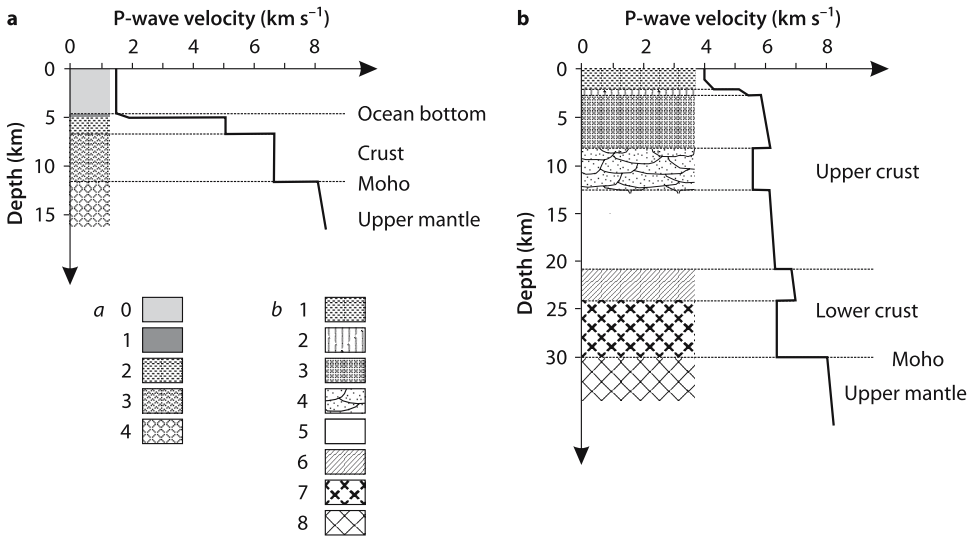 a
P-wave velocity (km s⁻¹)
0 2 4 6 8
Depth (km)
0
5
10
15
Ocean bottom
Crust
Moho
Upper mantle
a
0
1
2
3
4
b
1
2
3
4
5
6
7
8
b
P-wave velocity (km s⁻¹)
0 2 4 6 8
Depth (km)
0
5
10
15
20
25
30
Upper crust
Lower crust
Moho
Upper mantle